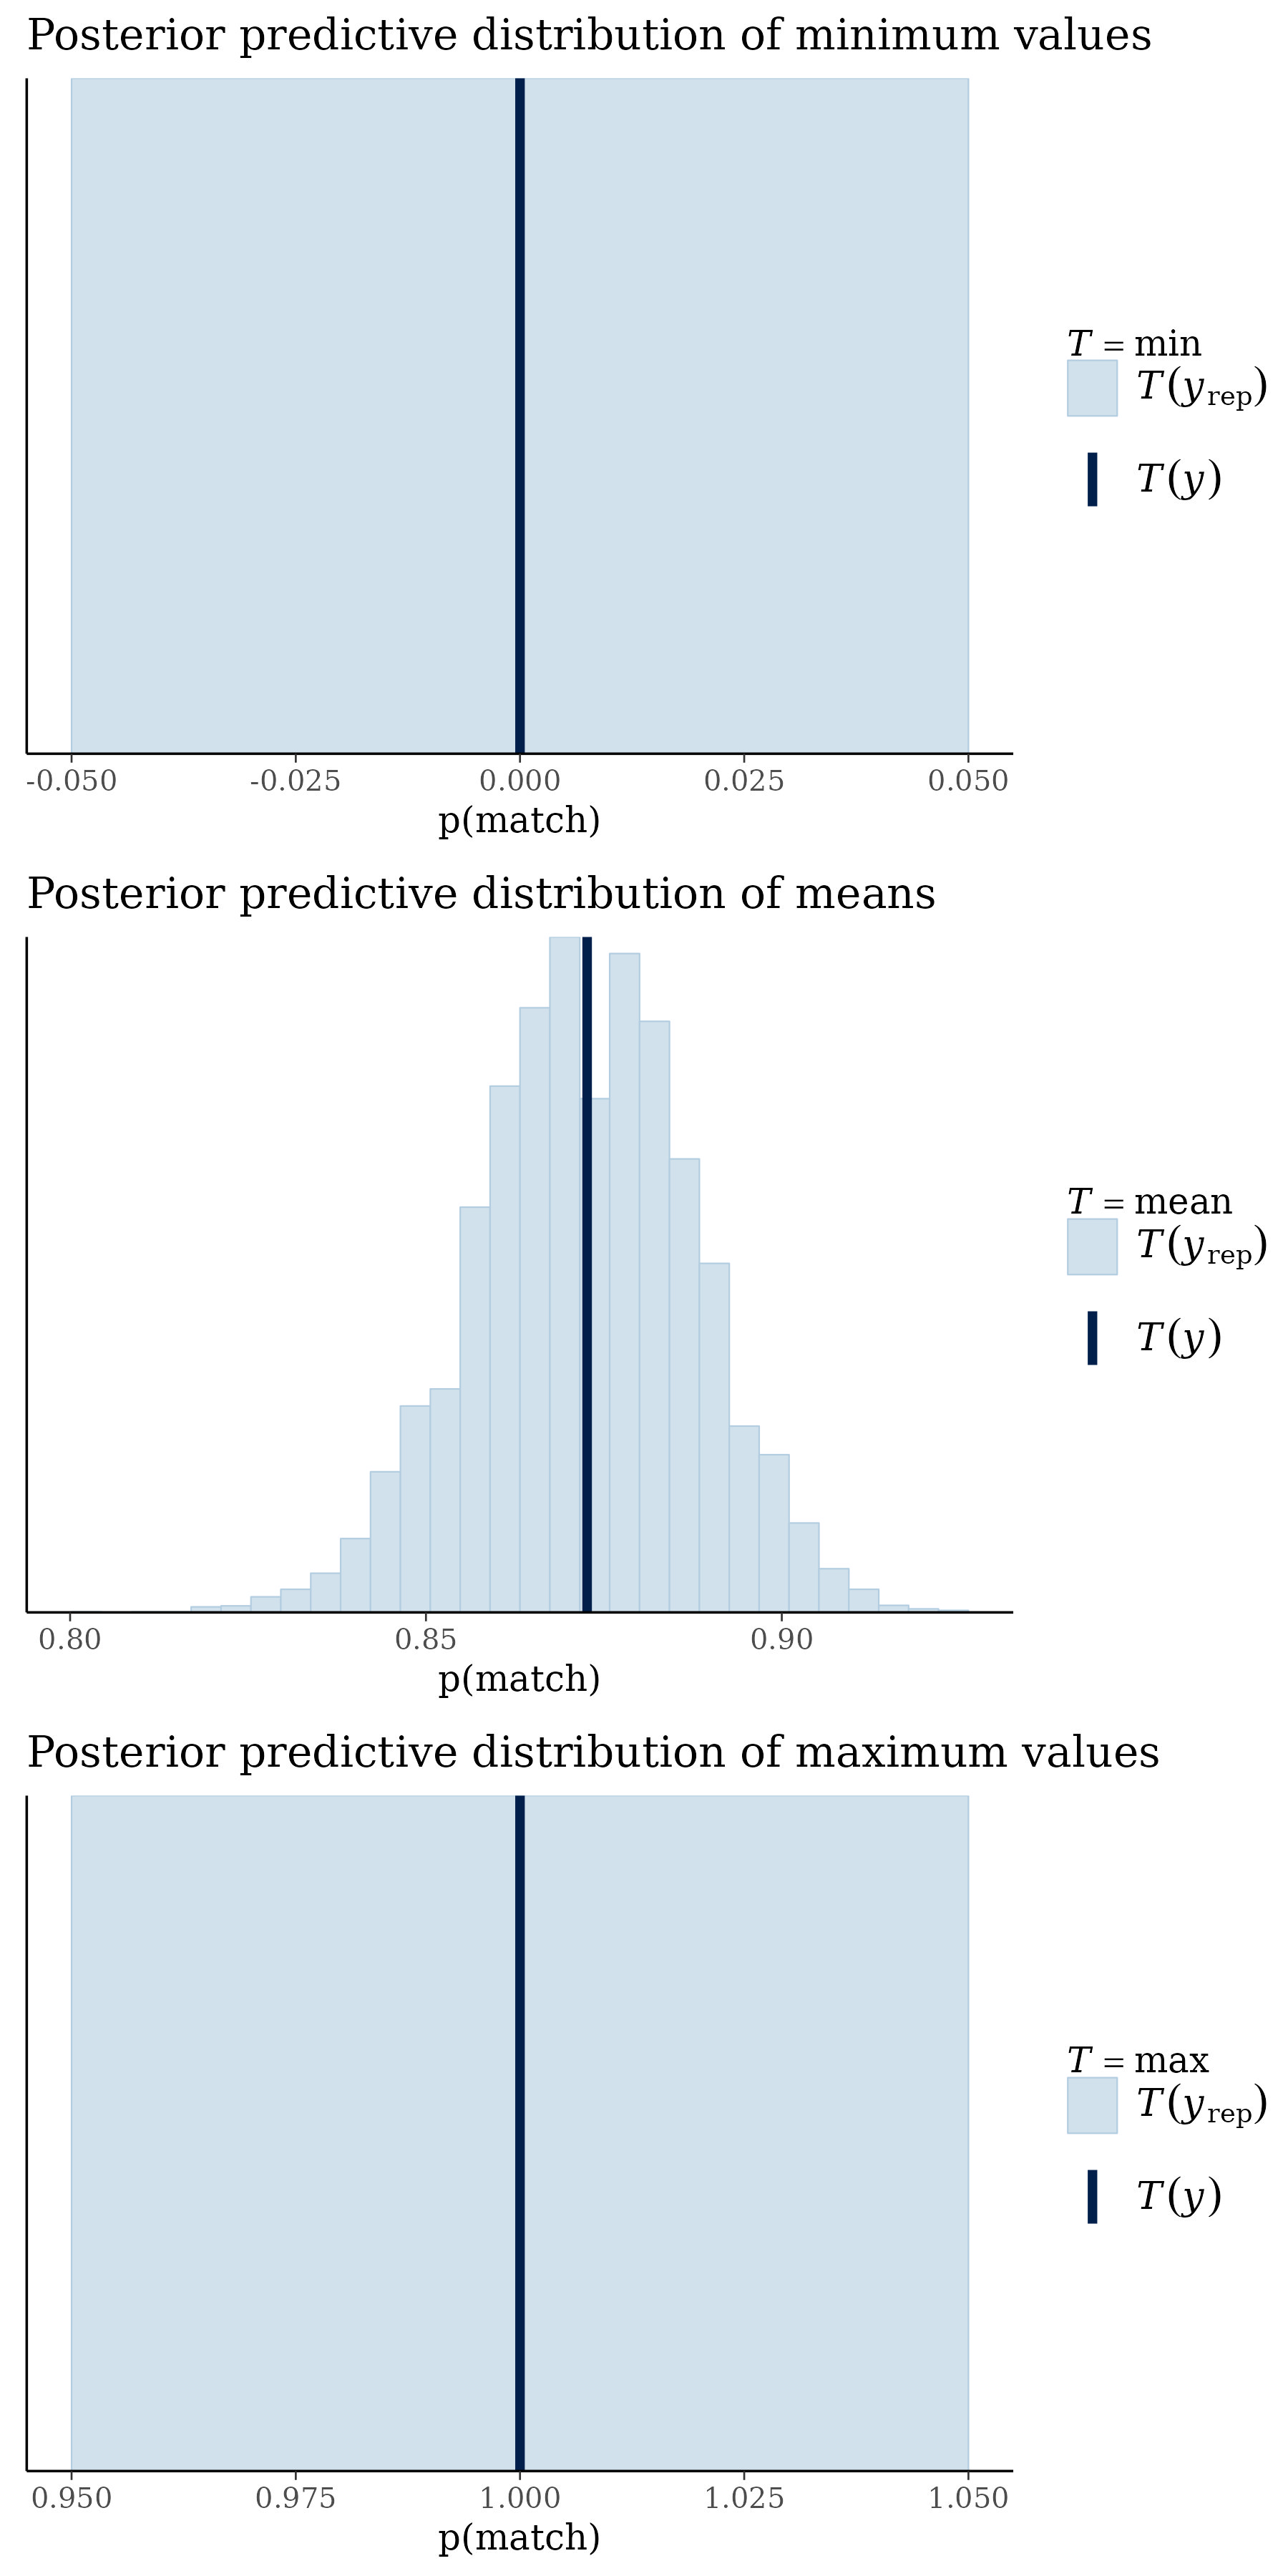 Posterior predictive distribution of minimum values
T = min
T(yrep)
T(y)
-0.050 -0.025 0.000 0.025 0.050
p(match)
Posterior predictive distribution of means
T = mean
T(yrep)
T(y)
0.80 0.85 0.90
p(match)
Posterior predictive distribution of maximum values
T = max
T(yrep)
T(y)
0.950 0.975 1.000 1.025 1.050
p(match)